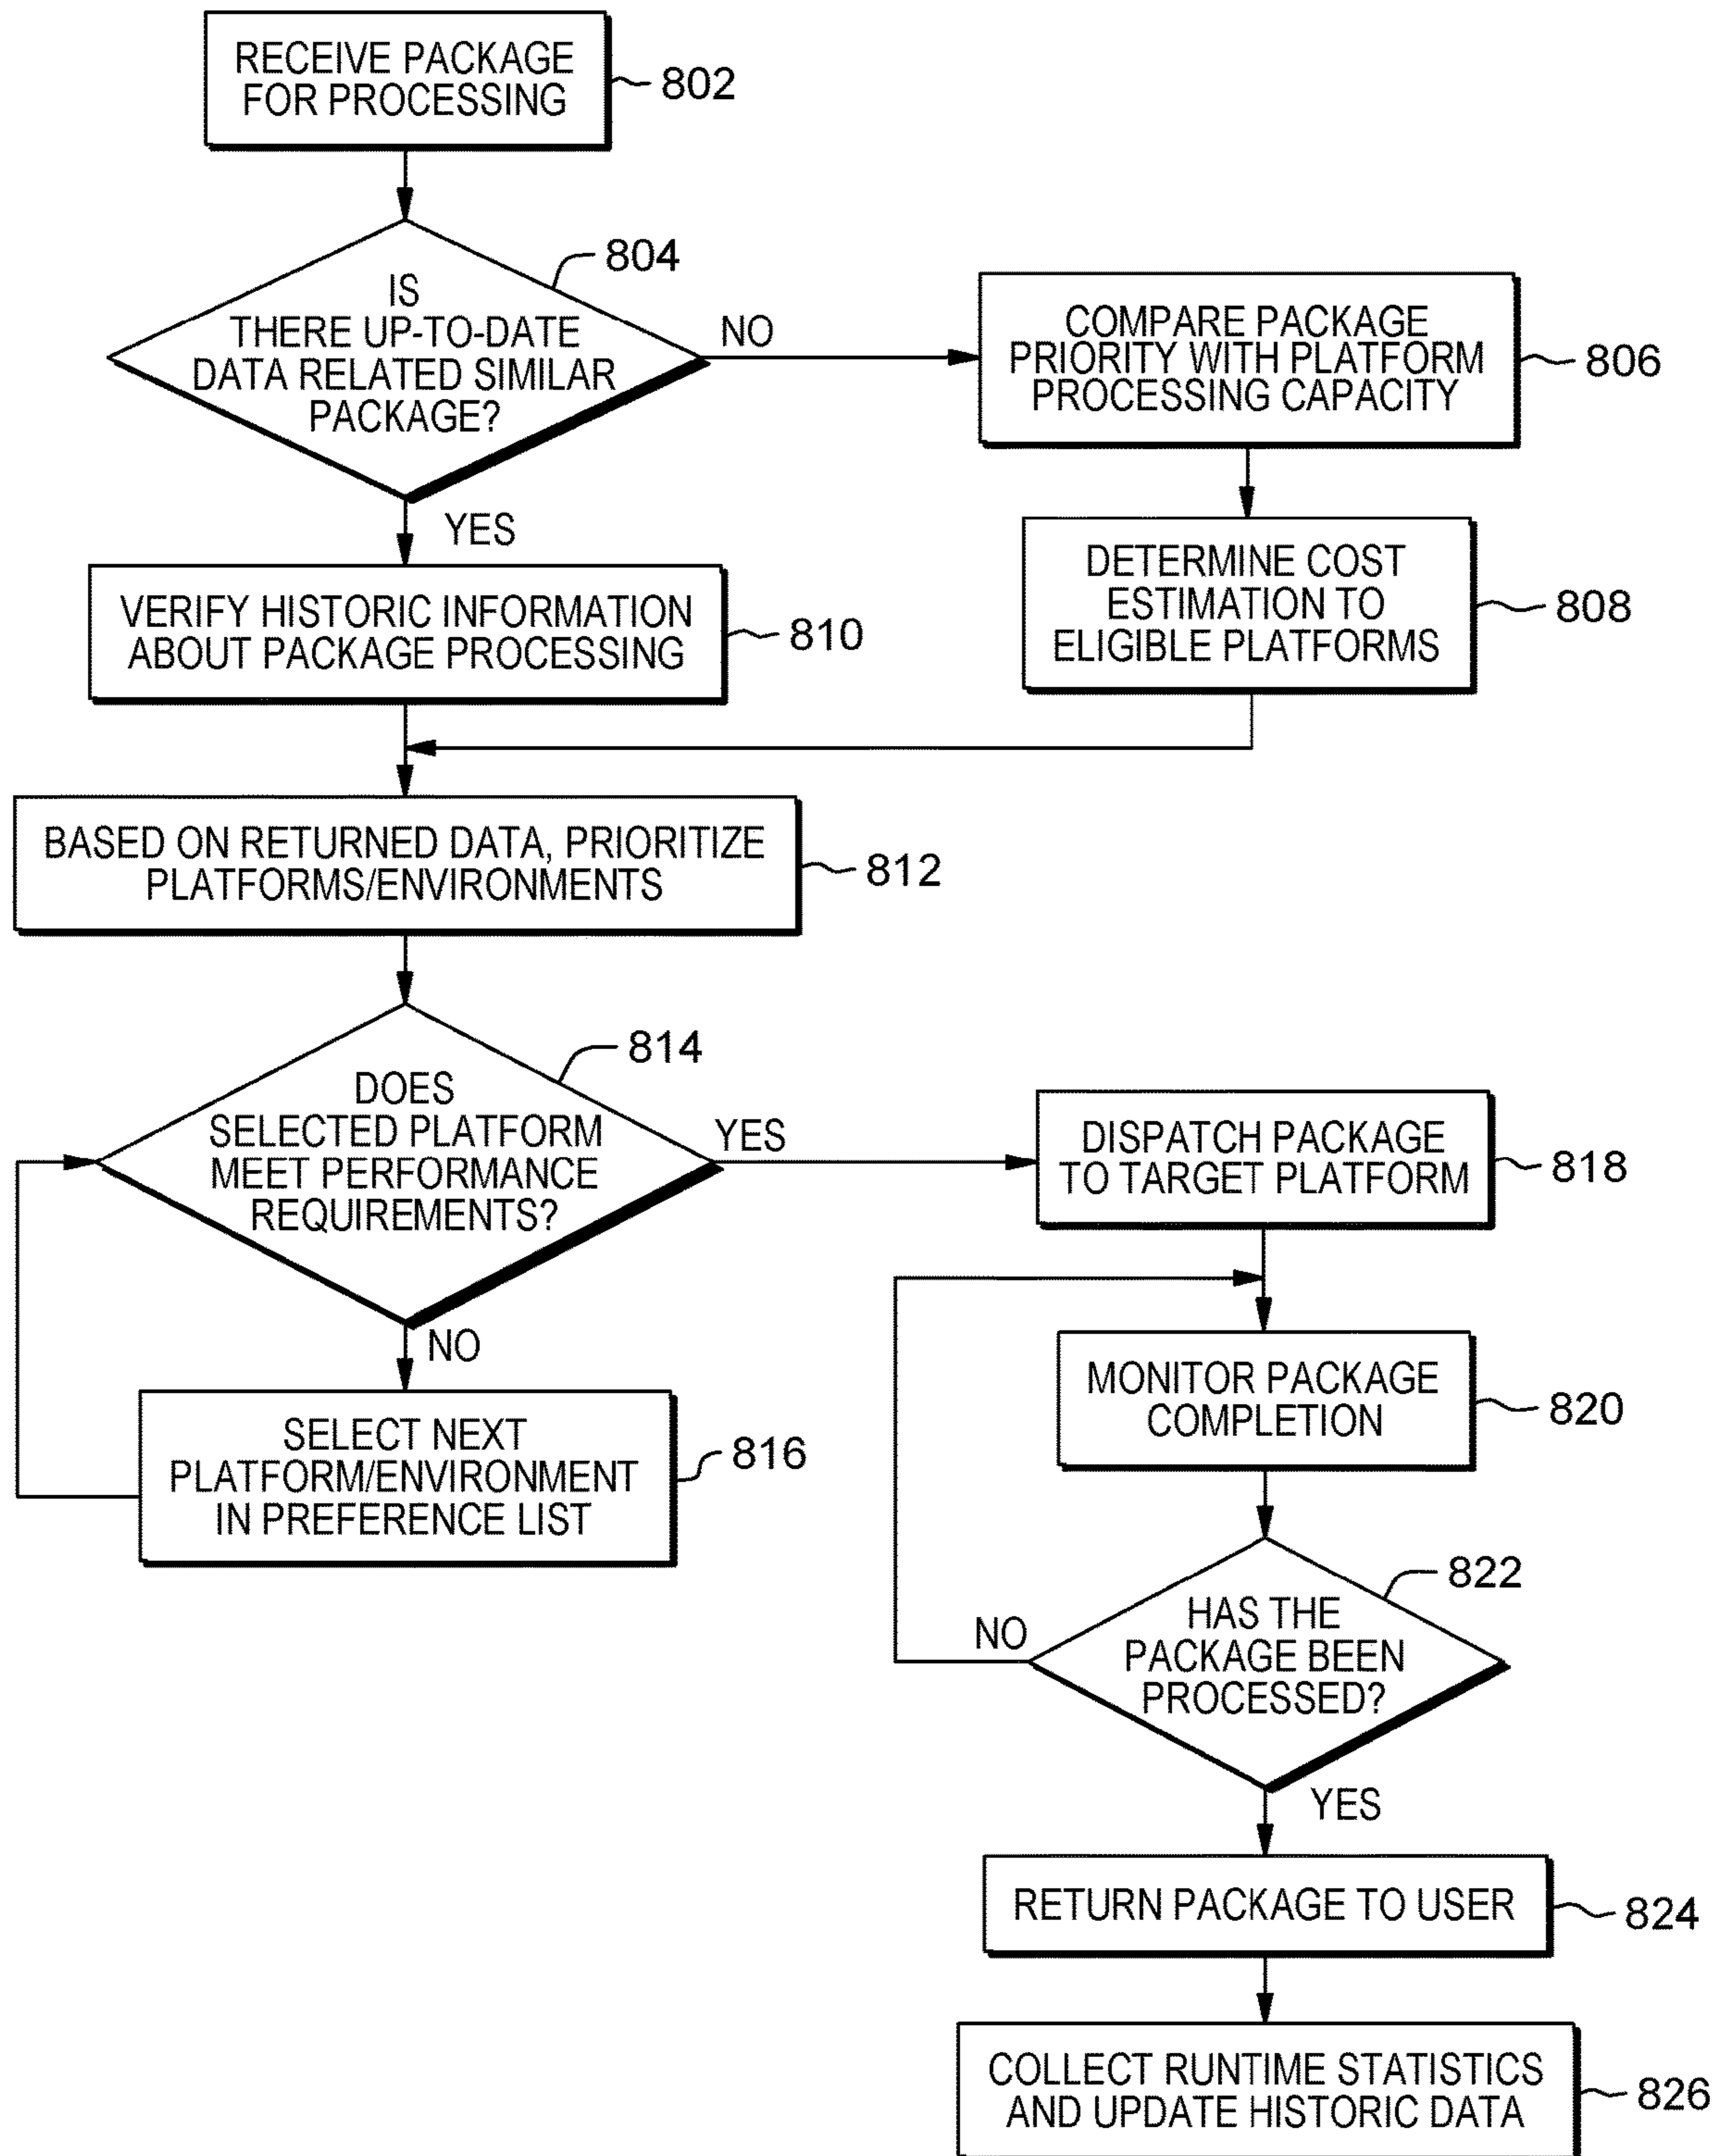 RECEIVE PACKAGE
FOR PROCESSING
802
IS
THERE UP-TO-DATE
DATA RELATED SIMILAR
PACKAGE?
804
NO
YES
COMPARE PACKAGE
PRIORITY WITH PLATFORM
PROCESSING CAPACITY
806
DETERMINE COST
ESTIMATION TO
ELIGIBLE PLATFORMS
808
VERIFY HISTORIC INFORMATION
ABOUT PACKAGE PROCESSING
810
BASED ON RETURNED DATA, PRIORITIZE
PLATFORMS/ENVIRONMENTS
812
DOES
SELECTED PLATFORM
MEET PERFORMANCE
REQUIREMENTS?
814
YES
NO
SELECT NEXT
PLATFORM/ENVIRONMENT
IN PREFERENCE LIST
816
DISPATCH PACKAGE
TO TARGET PLATFORM
818
MONITOR PACKAGE
COMPLETION
820
HAS THE
PACKAGE BEEN
PROCESSED?
822
NO
YES
RETURN PACKAGE TO USER
824
COLLECT RUNTIME STATISTICS
AND UPDATE HISTORIC DATA
826